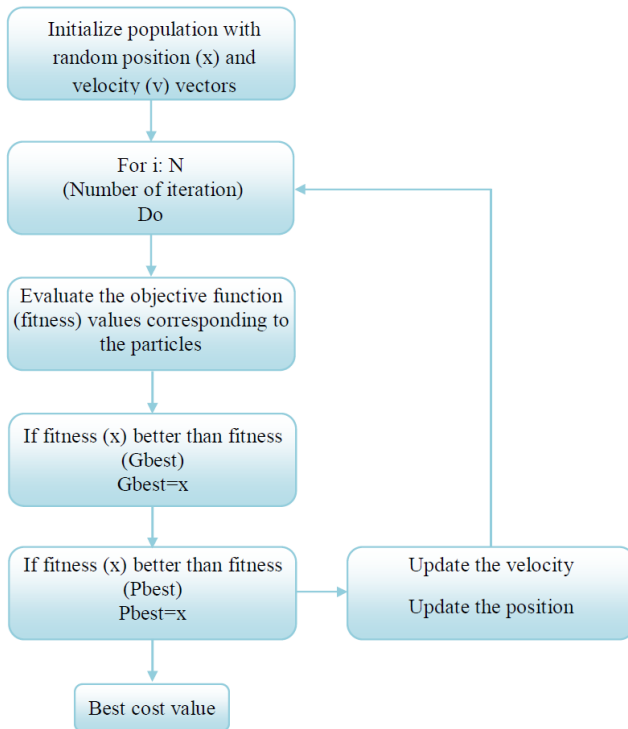 Initialize population with
random position (x) and
velocity (v) vectors
For i: N
(Number of iteration)
Do
Evaluate the objective function
(fitness) values corresponding to
the particles
If fitness (x) better than fitness
(Gbest)
Gbest=x
If fitness (x) better than fitness
(Pbest)
Pbest=x
Update the velocity
Update the position
Best cost value